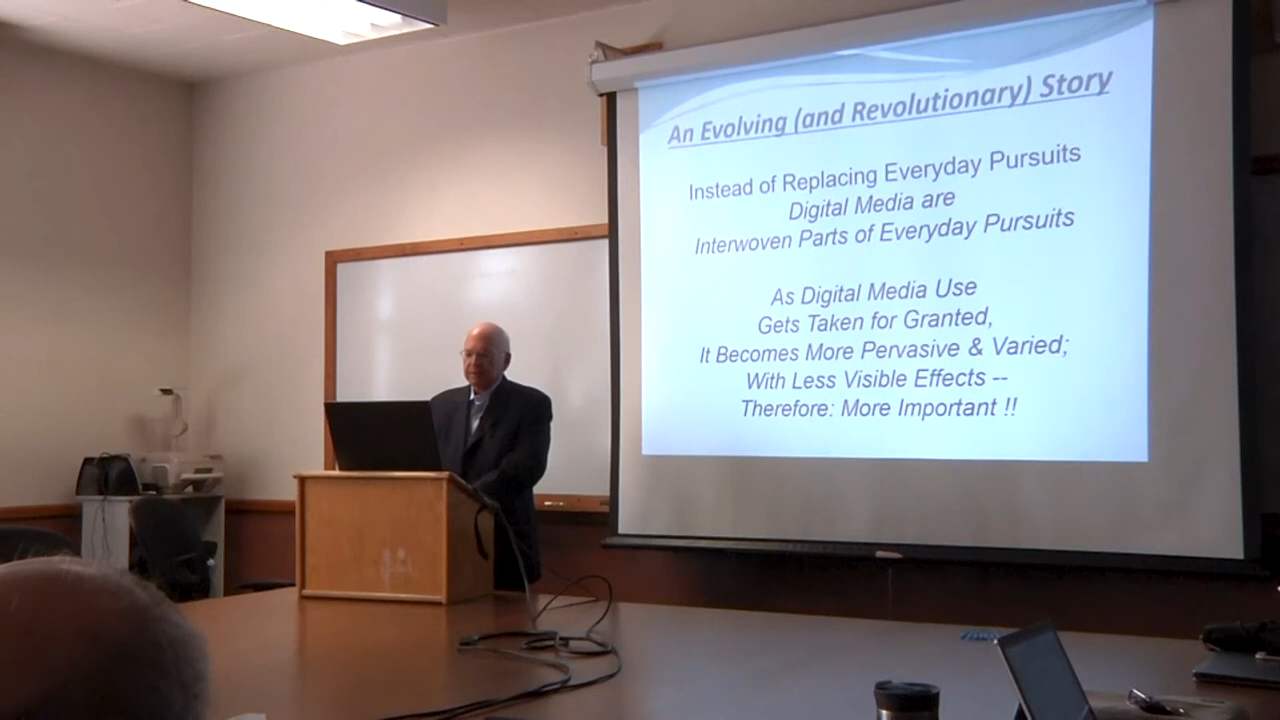 An Evolving (and Revolutionary) Story
Instead of Replacing Everyday Pursuits
Digital Media are
Interwoven Parts of Everyday Pursuits
As Digital Media Use
Gets Taken for Granted,
It Becomes More Pervasive & Varied;
With Less Visible Effects --
Therefore: More Important !!